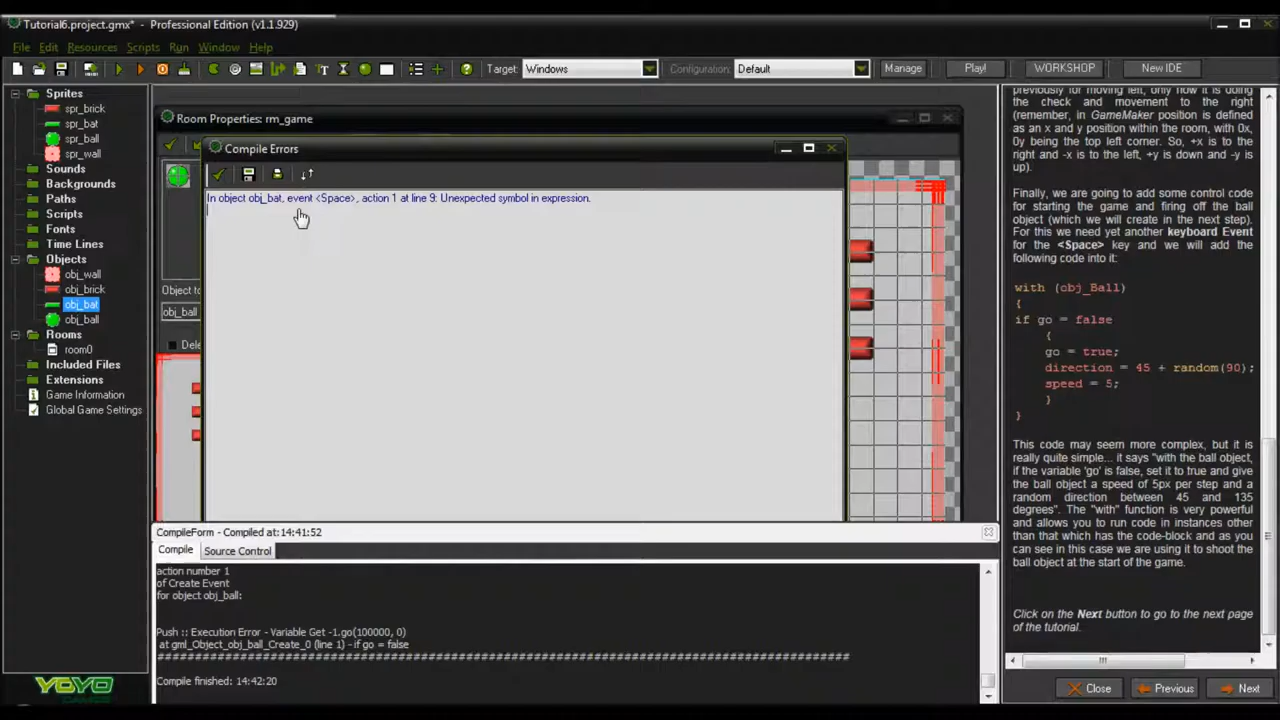 Tutorial6.project.gmx* - Professional Edition (v1.1.929)
File Edit Windows Resources Scripts Run Window Help
Target: Windows Configuration: Default Manage Play! WORKSHOP New IDE
Sprites
spr_brick
spr_bat
spr_ball
spr_wall
Sounds
Backgrounds
Paths
Scripts
Fonts
Time Lines
Objects
obj_wall
obj_brick
obj_bat
obj_ball
Rooms
room0
Included Files
Extensions
Game Information
Global Game Settings
YOYO
GAMES
Room Properties: rm_game
Object to
obj_ball
Dele
Compile Errors
In object obj_bat, event <Space>, action 1 at line 9: Unexpected symbol in expression.
CompileForm - Compiled at:14:41:52
Compile Source Control
action number 1
of Create Event
for object obj_ball:
Push :: Execution Error - Variable Get -1.go(100000, 0)
at gml_Object_obj_ball_Create_0 (line 1) - if go = false
###########################################################################################
Compile finished: 14:42:20
previously for moving left, only now it is doing
the check and movement to the right
(remember, in GameMaker position is defined
as an x and y position within the room, with 0x,
0y being the top left corner. So, +x is to the
right and -x is to the left, +y is down and -y is
up).
Finally, we are going to add some control code
for starting the game and firing off the ball
object (which we will create in the next step).
For this we need yet another keyboard Event
for the <Space> key and we will add the
following code into it:
with (obj_Ball)
{
if go = false
{
go = true;
direction = 45 + random(90);
speed = 5;
}
}
This code may seem more complex, but it is
really quite simple... it says "with the ball object,
if the variable 'go' is false, set it to true and give
the ball object a speed of 5px per step and a
random direction between 45 and 135
degrees". The "with" function is very powerful
and allows you to run code in instances other
than that which has the code-block and as you
can see in this case we are using it to shoot the
ball object at the start of the game.
Click on the Next button to go to the next page
of the tutorial.
Close Previous Next